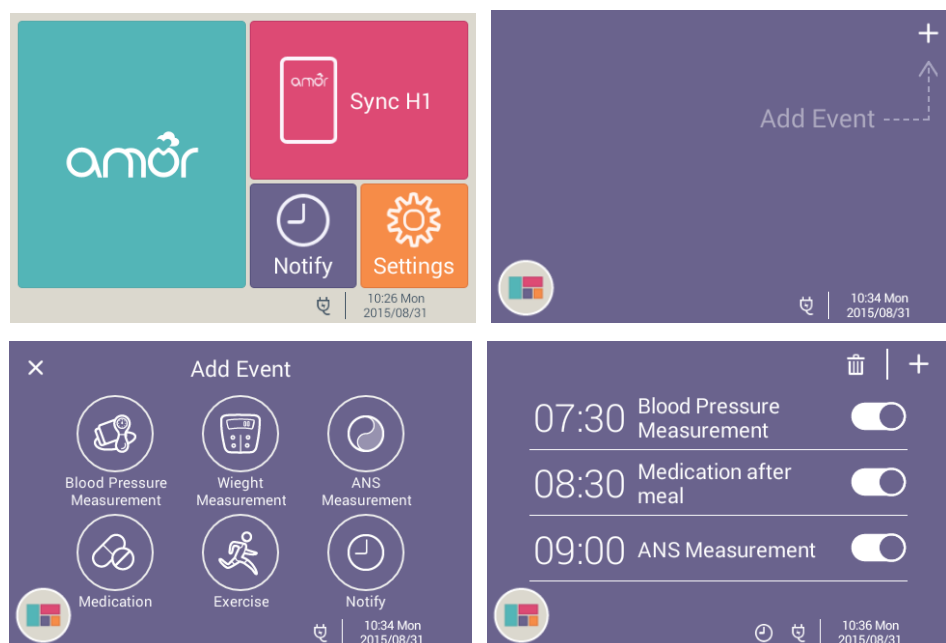 amor
amor
Sync H1
Notify
Settings
10:26 Mon
2015/08/31
Add Event
10:34 Mon
2015/08/31
Add Event
Blood Pressure
Measurement
Wieght
Measurement
ANS
Measurement
Medication
Exercise
Notify
10:34 Mon
2015/08/31
07:30
Blood Pressure
Measurement
08:30
Medication after
meal
09:00
ANS Measurement
10:36 Mon
2015/08/31